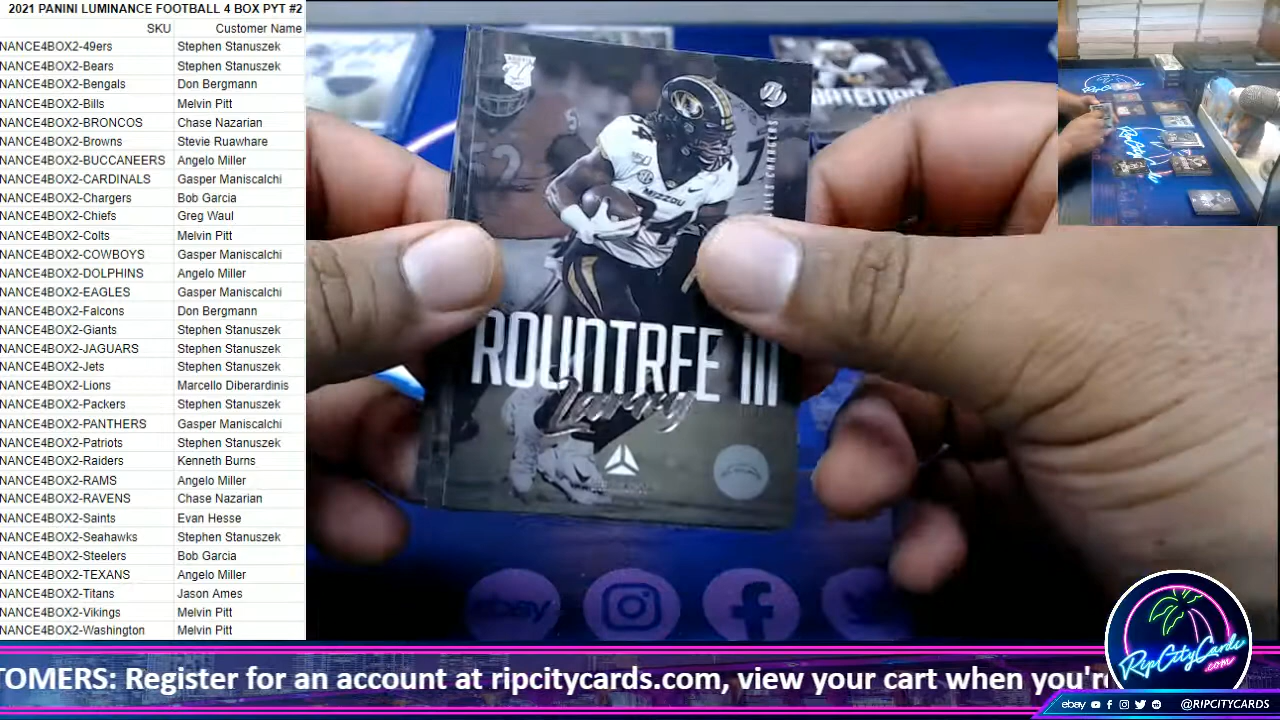 2021 PANINI LUMINANCE FOOTBALL 4 BOX PYT #2
SKU Customer Name
NANCE4BOX2-49ers Stephen Stanuszek
NANCE4BOX2-Bears Stephen Stanuszek
NANCE4BOX2-Bengals Don Bergmann
NANCE4BOX2-Bills Melvin Pitt
NANCE4BOX2-BRONCOS Chase Nazarian
NANCE4BOX2-Browns Stevie Ruawhare
NANCE4BOX2-BUCCANEERS Angelo Miller
NANCE4BOX2-CARDINALS Gasper Maniscalchi
NANCE4BOX2-Chargers Bob Garcia
NANCE4BOX2-Chiefs Greg Waul
NANCE4BOX2-Colts Melvin Pitt
NANCE4BOX2-COWBOYS Gasper Maniscalchi
NANCE4BOX2-DOLPHINS Angelo Miller
NANCE4BOX2-EAGLES Gasper Maniscalchi
NANCE4BOX2-Falcons Don Bergmann
NANCE4BOX2-Giants Stephen Stanuszek
NANCE4BOX2-JAGUARS Stephen Stanuszek
NANCE4BOX2-Jets Stephen Stanuszek
NANCE4BOX2-Lions Marcello Diberardinis
NANCE4BOX2-Packers Stephen Stanuszek
NANCE4BOX2-PANTHERS Gasper Maniscalchi
NANCE4BOX2-Patriots Stephen Stanuszek
NANCE4BOX2-Raiders Kenneth Burns
NANCE4BOX2-RAMS Angelo Miller
NANCE4BOX2-RAVENS Chase Nazarian
NANCE4BOX2-Saints Evan Hesse
NANCE4BOX2-Seahawks Stephen Stanuszek
NANCE4BOX2-Steelers Bob Garcia
NANCE4BOX2-TEXANS Angelo Miller
NANCE4BOX2-Titans Jason Ames
NANCE4BOX2-Vikings Melvin Pitt
NANCE4BOX2-Washington Melvin Pitt
BATEMAN
CHARGERS
MIZZOU
34
ROUNTREE III
Larry
ebay
TOMERS: Register for an account at ripcitycards.com, view your cart when you're
RipCityCards
.com
ebay @RIPCITYCARDS